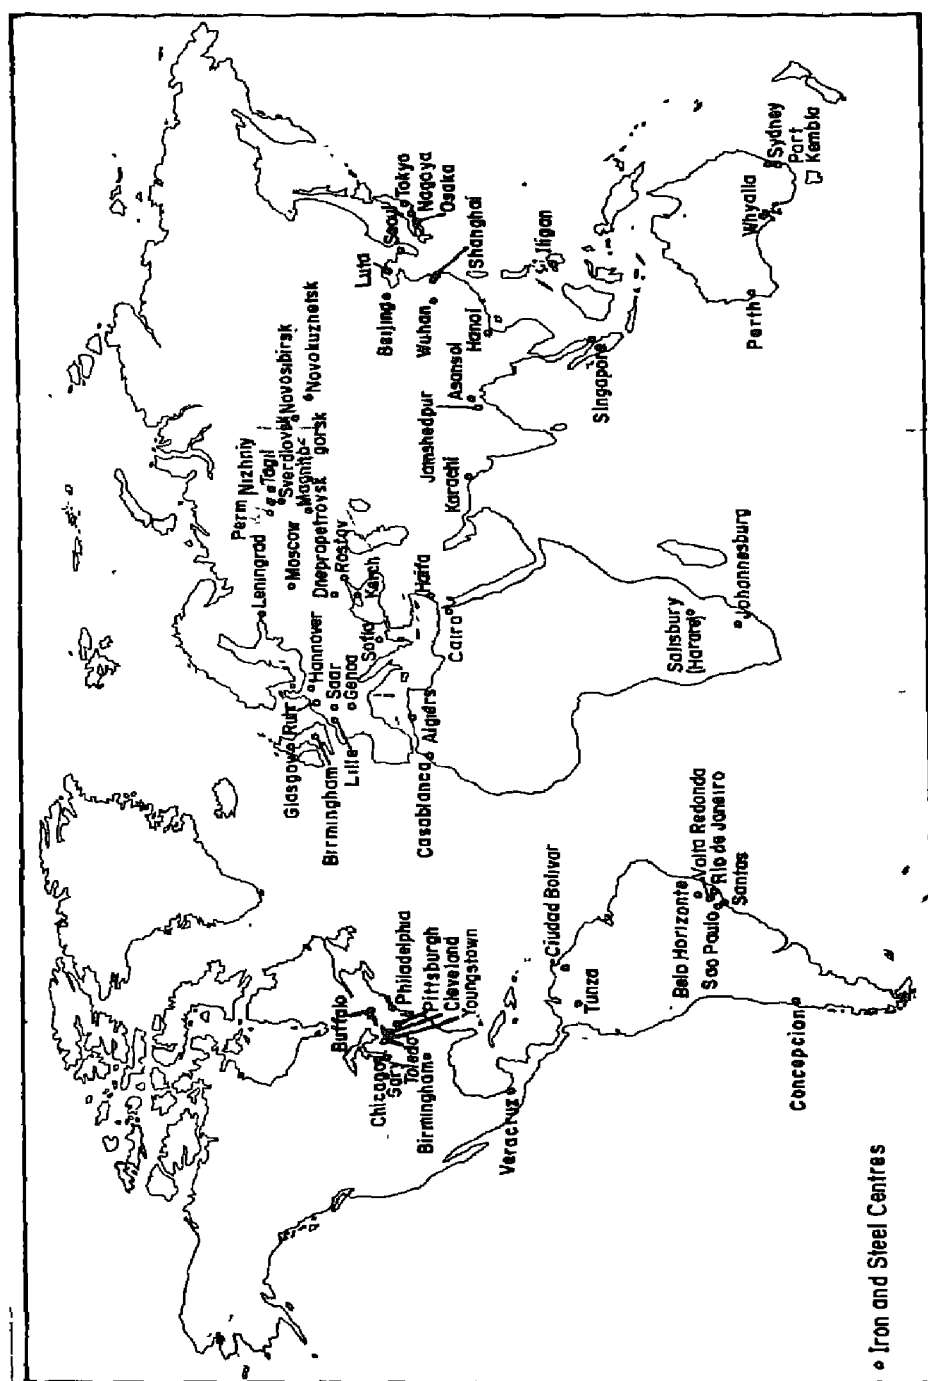 Buffalo
Chicago
Gary
Toledo
Birmingham
Philadelphia
Pittsburgh
Cleveland
Youngstown
Veracruz
Ciudad Bolivar
Tunza
Belo Horizonte
Sao Paulo
Volta Redonda
Rio de Janeiro
Santos
Concepcion
Glasgow
Ruhr
Hannover
Birmingham
Saar
Lille
Genoa
Sofia
Casablanca
Algiers
Cairo
Haifa
Leningrad
Moscow
Dnepropetrovsk
Rostov
Kerch
Perm
Nizhniy
Tagil
Sverdlovsk
Magnito-
gorsk
Novosibirsk
Novokuznetsk
Salisbury
(Harare)
Johannesburg
Karachi
Jamshedpur
Asansol
Beijing
Luta
Seoul
Tokyo
Nagoya
Osaka
Wuhan
Shanghai
Hanoi
Iligan
Singapore
Perth
Whyalla
Sydney
Port
Kembla
Iron and Steel Centres